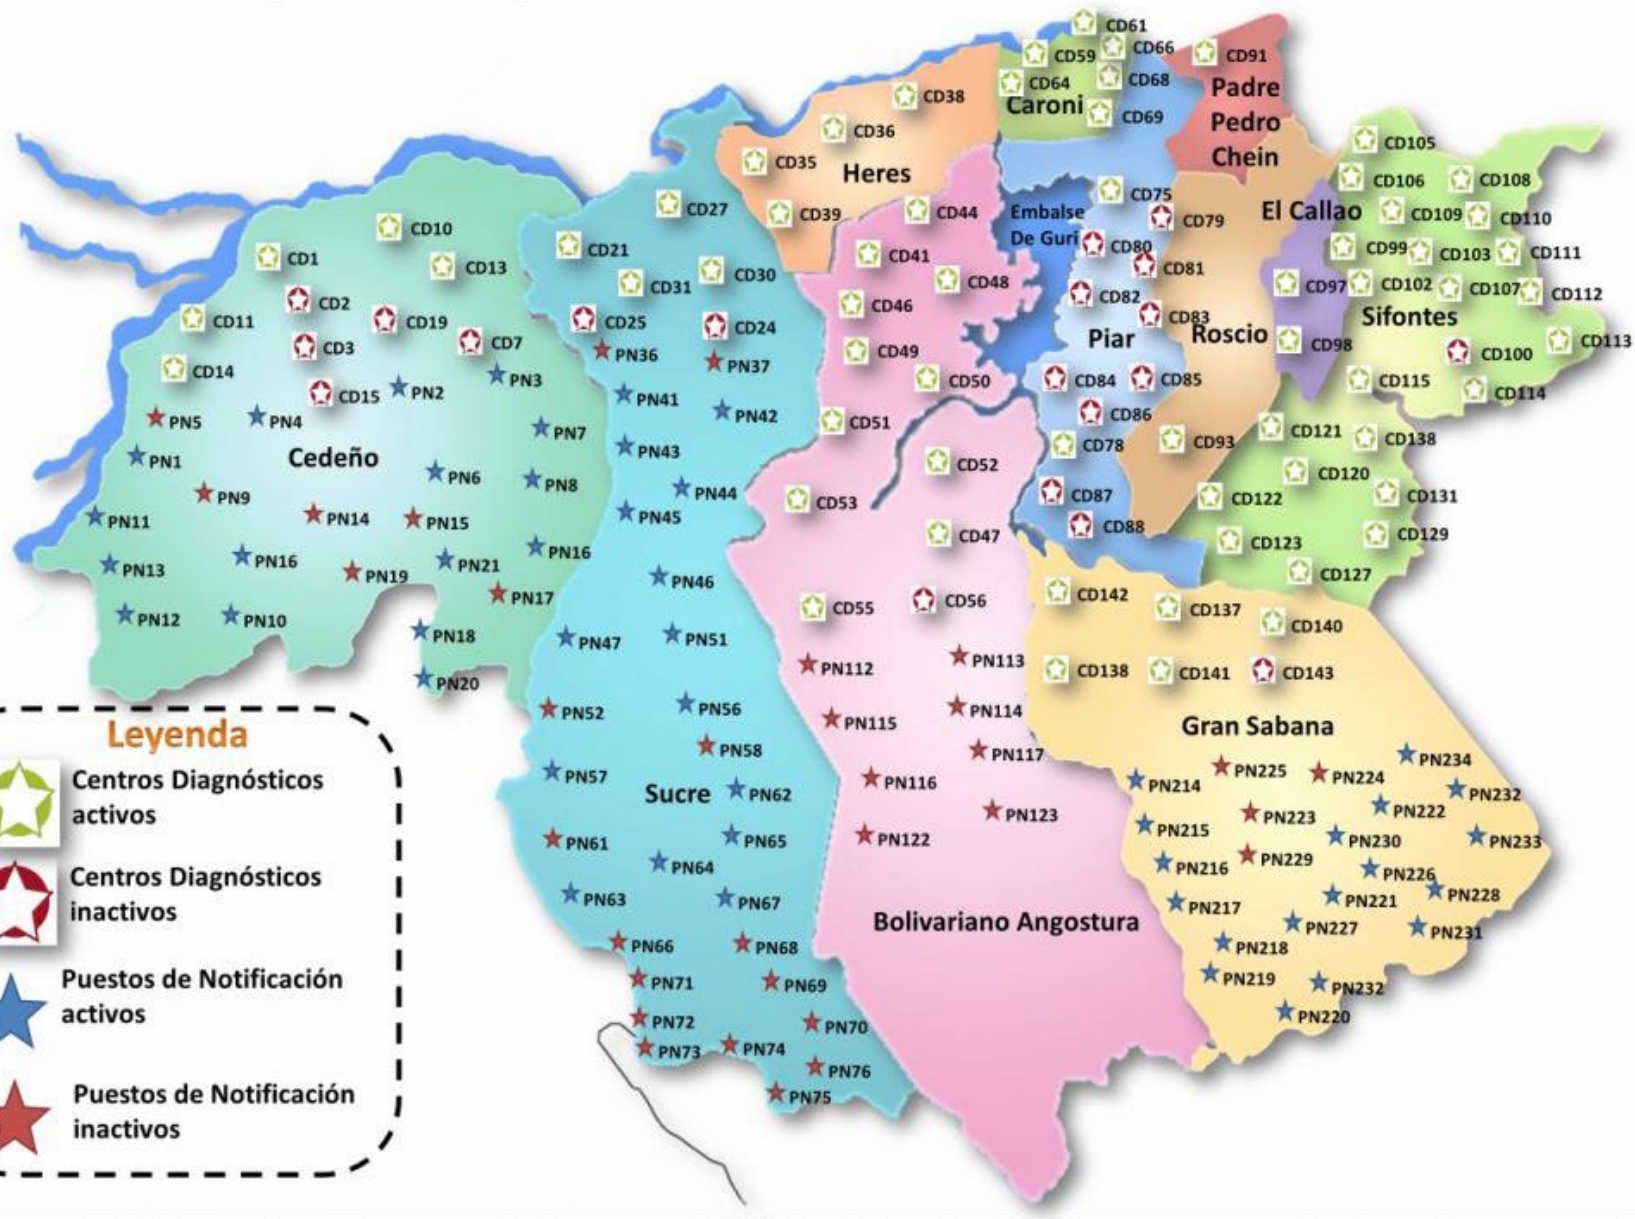 CD61
CD59
CD66
CD91
CD64
CD68
Caroni
CD69
Padre
Pedro
Chein
CD38
CD36
CD35
Heres
CD39
CD105
CD106
CD108
El Callao
CD109
CD110
CD99
CD103
CD111
CD97
CD102
CD107
CD112
Sifontes
CD98
CD100
CD113
CD115
CD114
CD121
CD138
CD120
CD122
CD131
CD123
CD129
CD127
CD75
CD79
Embalse
De Guri
CD80
CD81
CD82
CD83
Piar
Roscio
CD84
CD85
CD86
CD78
CD93
CD87
CD88
CD44
CD41
CD48
CD46
CD49
CD50
CD51
CD52
CD53
CD47
CD55
CD56
PN112
PN113
PN115
PN114
PN117
PN116
PN123
PN122
Bolivariano Angostura
CD27
CD21
CD31
CD30
CD25
CD24
PN36
PN37
PN41
PN42
PN43
PN44
PN45
PN46
PN47
PN51
PN52
PN56
PN58
PN57
Sucre
PN62
PN61
PN65
PN64
PN63
PN67
PN66
PN68
PN71
PN69
PN72
PN70
PN73
PN74
PN76
PN75
CD10
CD1
CD13
CD2
CD11
CD19
CD3
CD7
CD14
CD15
PN2
PN3
PN5
PN4
PN7
Cedeño
PN1
PN6
PN8
PN9
PN11
PN14
PN15
PN13
PN16
PN21
PN16
PN19
PN17
PN12
PN10
PN18
PN20
CD142
CD137
CD140
CD138
CD141
CD143
Gran Sabana
PN234
PN225
PN224
PN214
PN232
PN222
PN223
PN215
PN230
PN233
PN229
PN216
PN226
PN228
PN221
PN217
PN227
PN231
PN218
PN219
PN232
PN220
Leyenda
Centros Diagnósticos
activos
Centros Diagnósticos
inactivos
Puestos de Notificación
activos
Puestos de Notificación
inactivos